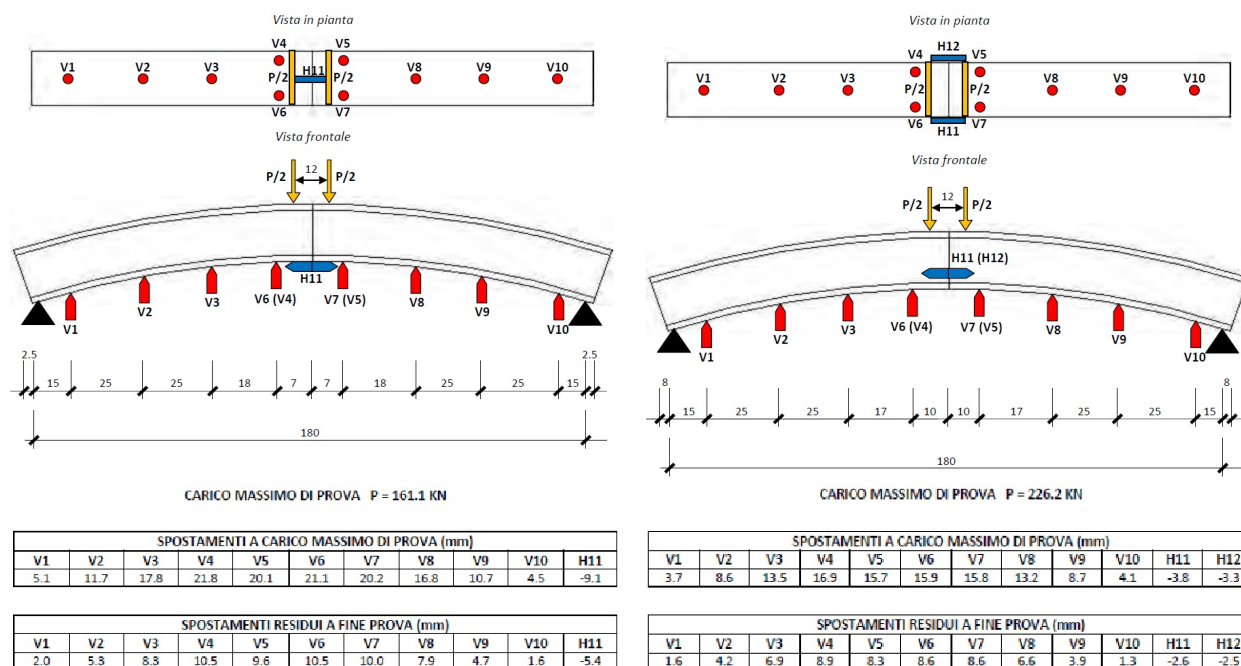 Vista in pianta
V4 V5
V1 V2 V3 P/2 H11 P/2 V8 V9 V10
V6 V7
Vista frontale
P/2 12 P/2
H11
V1 V2 V3 V6 (V4) V7 (V5) V8 V9 V10
2.5 15 25 25 18 7 7 18 25 25 15 2.5
180
CARICO MASSIMO DI PROVA P = 161.1 KN
SPOSTAMENTI A CARICO MASSIMO DI PROVA (mm)
V1 V2 V3 V4 V5 V6 V7 V8 V9 V10 H11
5.1 11.7 17.8 21.8 20.1 21.1 20.2 16.8 10.7 4.5 -9.1
SPOSTAMENTI RESIDUI A FINE PROVA (mm)
V1 V2 V3 V4 V5 V6 V7 V8 V9 V10 H11
2.0 5.3 8.3 10.5 9.6 10.5 10.0 7.9 4.7 1.6 -5.4
Vista in pianta
V4 H12 V5
V1 V2 V3 P/2 P/2 V8 V9 V10
V6 H11 V7
Vista frontale
P/2 12 P/2
H11 (H12)
V1 V2 V3 V6 (V4) V7 (V5) V8 V9 V10
8 15 25 25 17 10 10 17 25 25 15 8
180
CARICO MASSIMO DI PROVA P = 226.2 KN
SPOSTAMENTI A CARICO MASSIMO DI PROVA (mm)
V1 V2 V3 V4 V5 V6 V7 V8 V9 V10 H11 H12
3.7 8.6 13.5 16.9 15.7 15.9 15.8 13.2 8.7 4.1 -3.8 -3.3
SPOSTAMENTI RESIDUI A FINE PROVA (mm)
V1 V2 V3 V4 V5 V6 V7 V8 V9 V10 H11 H12
1.6 4.2 6.9 8.9 8.3 8.6 8.6 6.6 3.9 1.3 -2.6 -2.5